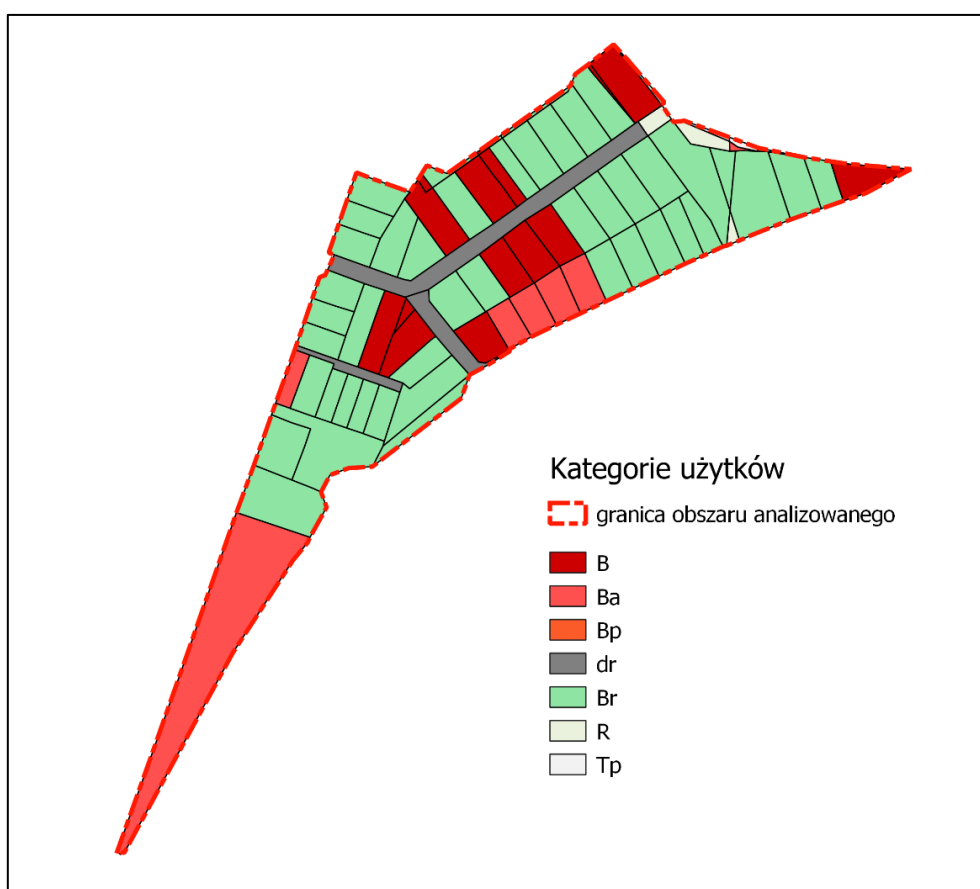 Kategorie użytków
granica obszaru analizowanego
B
Ba
Bp
dr
Br
R
Tp